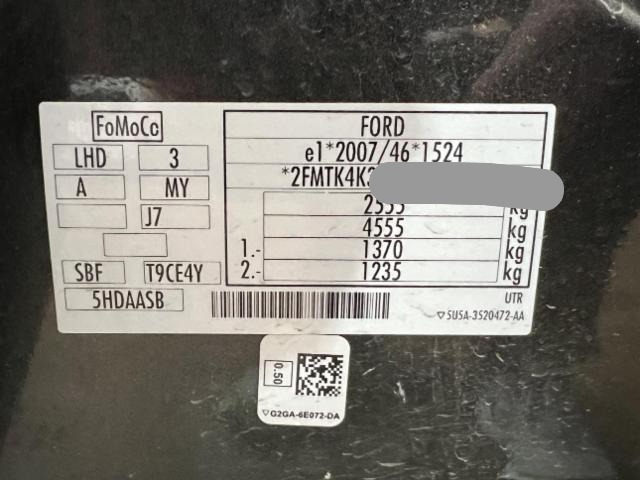 FoMoCo
LHD 3
A MY
J7
SBF T9CE4Y
5HDAASB
FORD
e1*2007/46*1524
*2FMTK4K
2555 kg
4555 kg
1.- 1370 kg
2.- 1235 kg
UTR
▽5U5A-3520472-AA
0.50
▽G2GA-6E072-DA